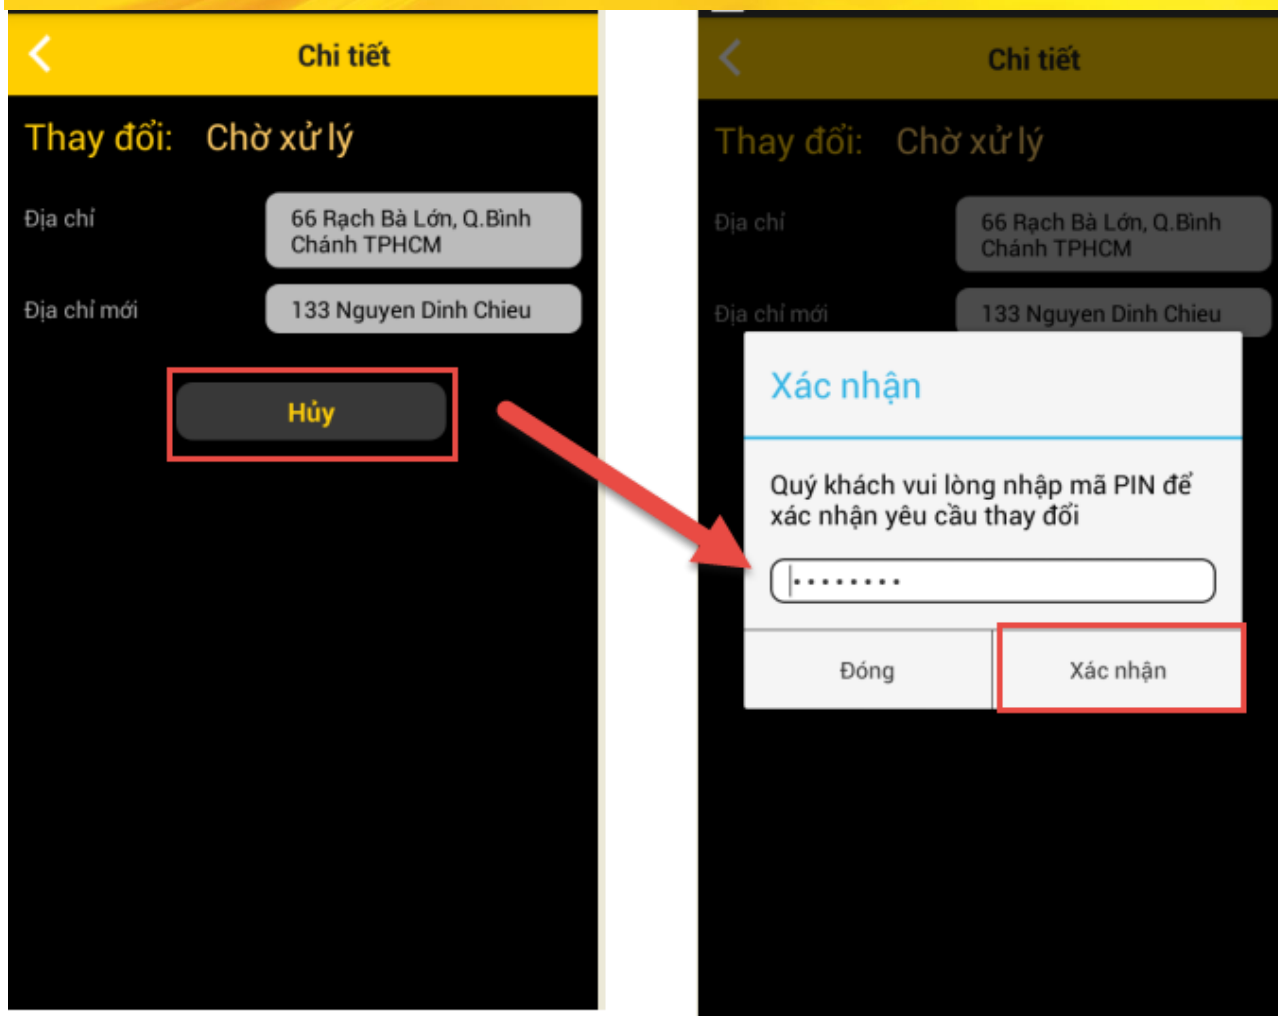 Chi tiết
Thay đổi: Chờ xử lý
Địa chỉ
66 Rạch Bà Lớn, Q.Bình
Chánh TPHCM
Địa chỉ mới
133 Nguyen Dinh Chieu
Hủy
Chi tiết
Thay đổi: Chờ xử lý
Địa chỉ
66 Rạch Bà Lớn, Q.Bình
Chánh TPHCM
Địa chỉ mới
133 Nguyen Dinh Chieu
Xác nhận
Quý khách vui lòng nhập mã PIN để
xác nhận yêu cầu thay đổi
........
Đóng
Xác nhận